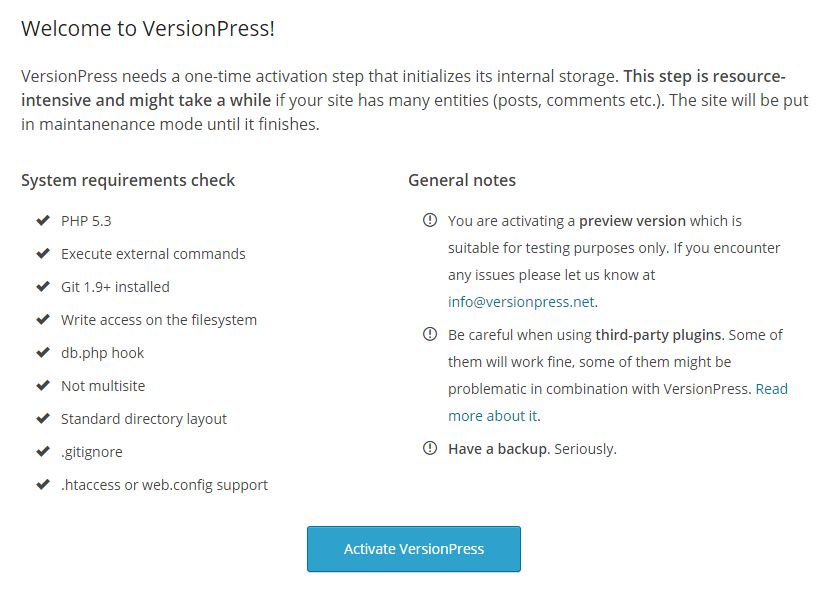 Welcome to VersionPress!
VersionPress needs a one-time activation step that initializes its internal storage. This step is resource-
intensive and might take a while if your site has many entities (posts, comments etc.). The site will be put
in maintanenance mode until it finishes.
System requirements check
PHP 5.3
Execute external commands
Git 1.9+ installed
Write access on the filesystem
db.php hook
Not multisite
Standard directory layout
.gitignore
.htaccess or web.config support
General notes
You are activating a preview version which is
suitable for testing purposes only. If you encounter
any issues please let us know at
info@versionpress.net.
Be careful when using third-party plugins. Some of
them will work fine, some of them might be
problematic in combination with VersionPress. Read
more about it.
Have a backup. Seriously.
Activate VersionPress